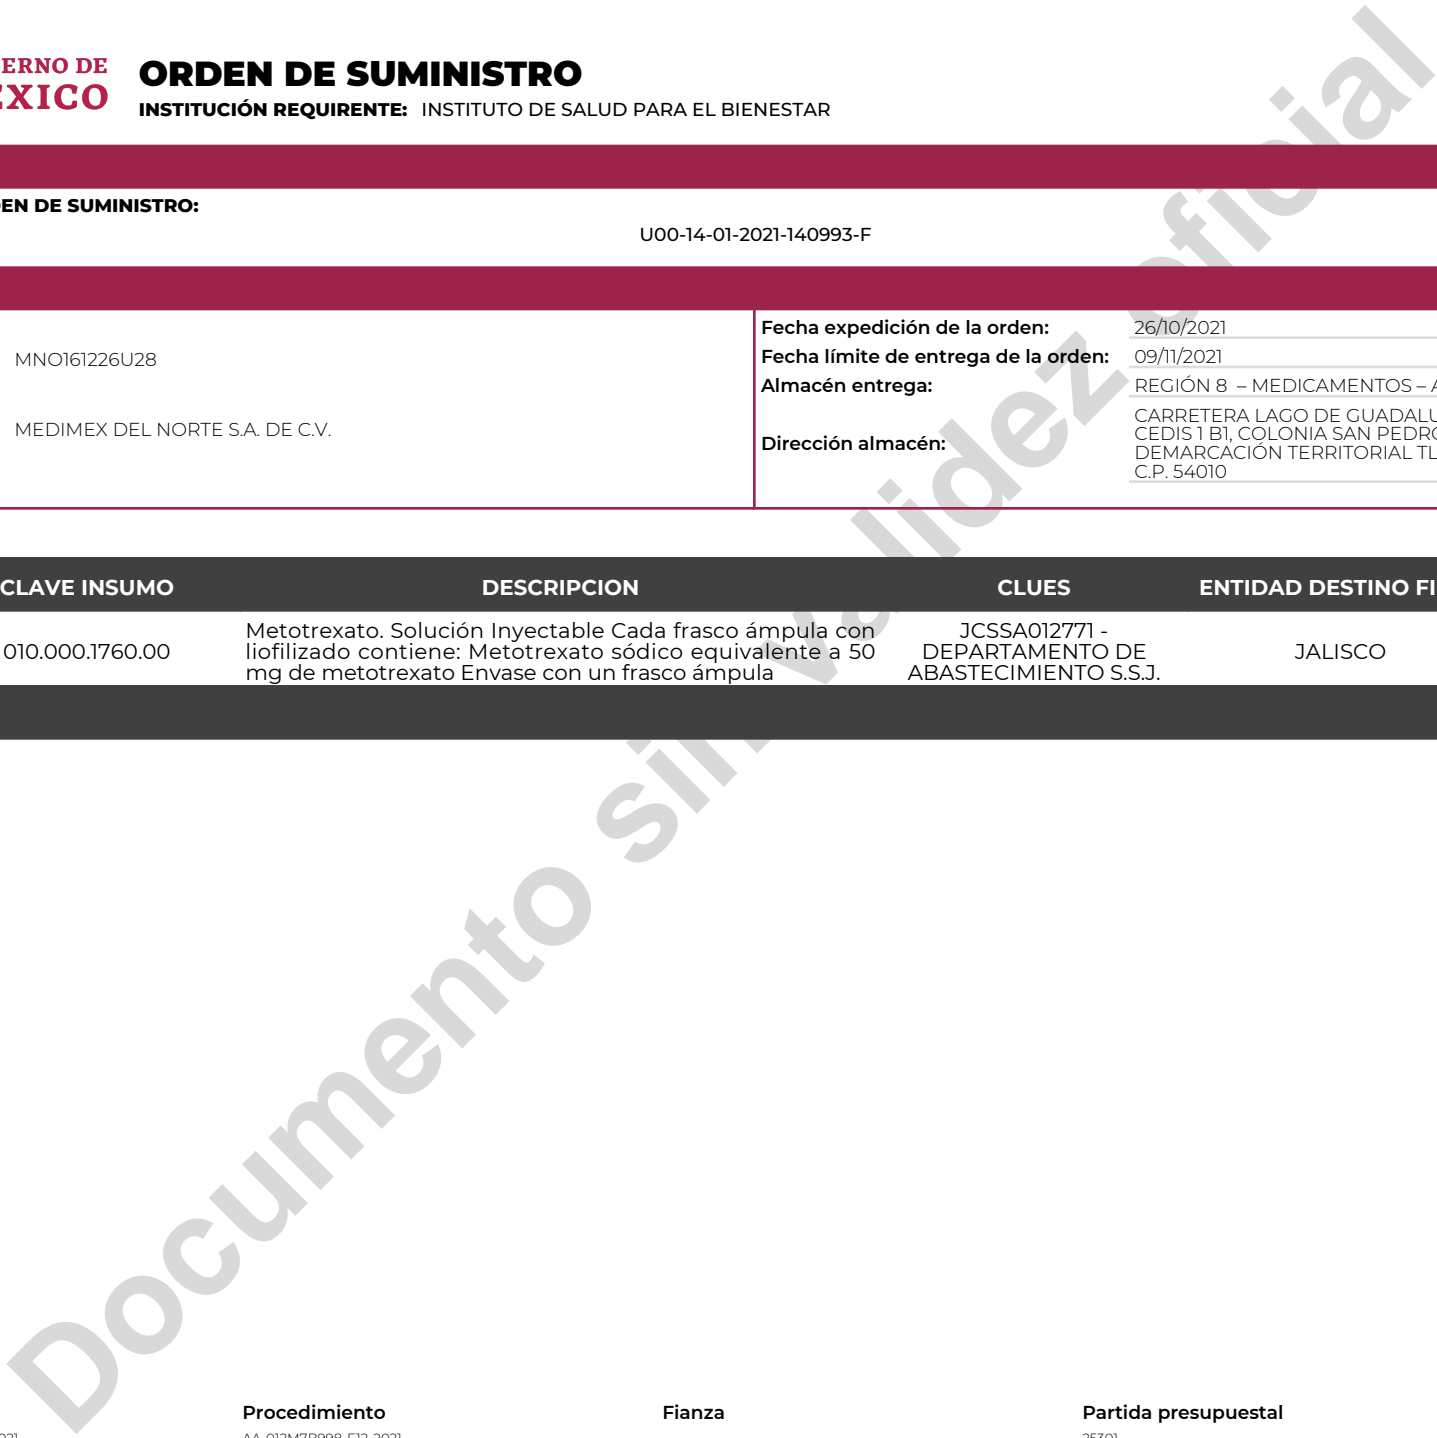 ERNO DE
ÉXICO
ORDEN DE SUMINISTRO
INSTITUCIÓN REQUIRENTE: INSTITUTO DE SALUD PARA EL BIENESTAR
EN DE SUMINISTRO:
U00-14-01-2021-140993-F
MNO161226U28
MEDIMEX DEL NORTE S.A. DE C.V.
Fecha expedición de la orden: 26/10/2021
Fecha límite de entrega de la orden: 09/11/2021
Almacén entrega: REGIÓN 8 – MEDICAMENTOS – A
Dirección almacén:
CARRETERA LAGO DE GUADALU
CEDIS 1 B1, COLONIA SAN PEDRO
DEMARCACIÓN TERRITORIAL TL
C.P. 54010
CLAVE INSUMO DESCRIPCION CLUES ENTIDAD DESTINO FI
010.000.1760.00
Metotrexato. Solución Inyectable Cada frasco ámpula con
liofilizado contiene: Metotrexato sódico equivalente a 50
mg de metotrexato Envase con un frasco ámpula
JCSSA012771 -
DEPARTAMENTO DE
ABASTECIMIENTO S.S.J.
JALISCO
Documento sin validez oficial
Procedimiento Fianza Partida presupuestal